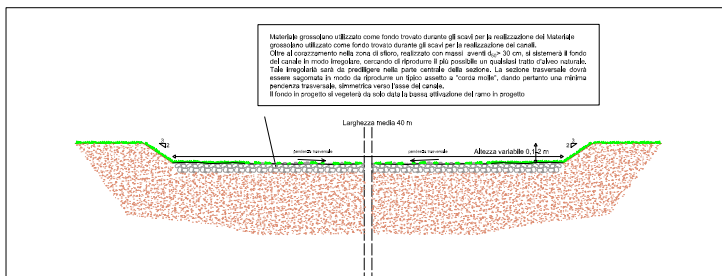 Materiale grossolano utilizzato come fondo trovato durante gli scavi per la realizzazione dei Materiale
grossolano utilizzato come fondo trovato durante gli scavi per la realizzazione dei canali.
Oltre al corazzamento nella zona di sfioro, realizzato con massi aventi d₅₀> 30 cm, si sistemerà il fondo
del canale in modo irregolare, cercando di riprodurre il più possibile un qualsiasi tratto d'alveo naturale.
Tale irregolarià sarà da prediligere nella parte centrale della sezione. La sezione trasversale dovrà
essere sagomata in modo da riprodurre un tipico assetto a "corda molle", dando pertanto una minima
pendenza trasversale, simmetrica verso l'asse del canale.
Il fondo in progetto si vegeterà da solo data la bassa attivazione del ramo in progetto
Larghezza media 40 m
pendenza trasversale
pendenza trasversale
Altezza variabile 0,1-2 m